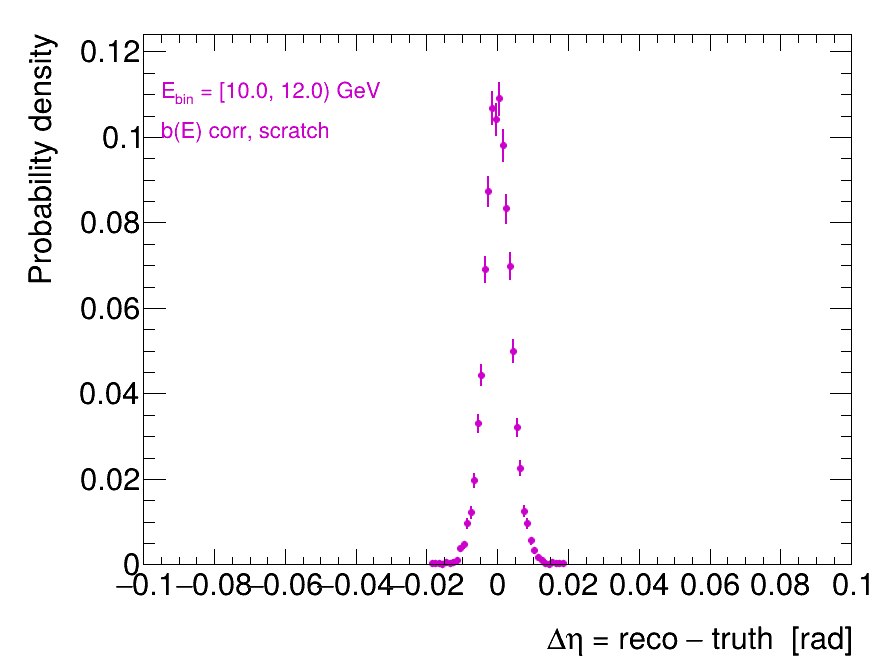 Probability density
0.12
0.1
0.08
0.06
0.04
0.02
0
E_bin = [10.0, 12.0) GeV
b(E) corr, scratch
−0.1 −0.08 −0.06 −0.04 −0.02 0 0.02 0.04 0.06 0.08 0.1
Δη = reco − truth [rad]